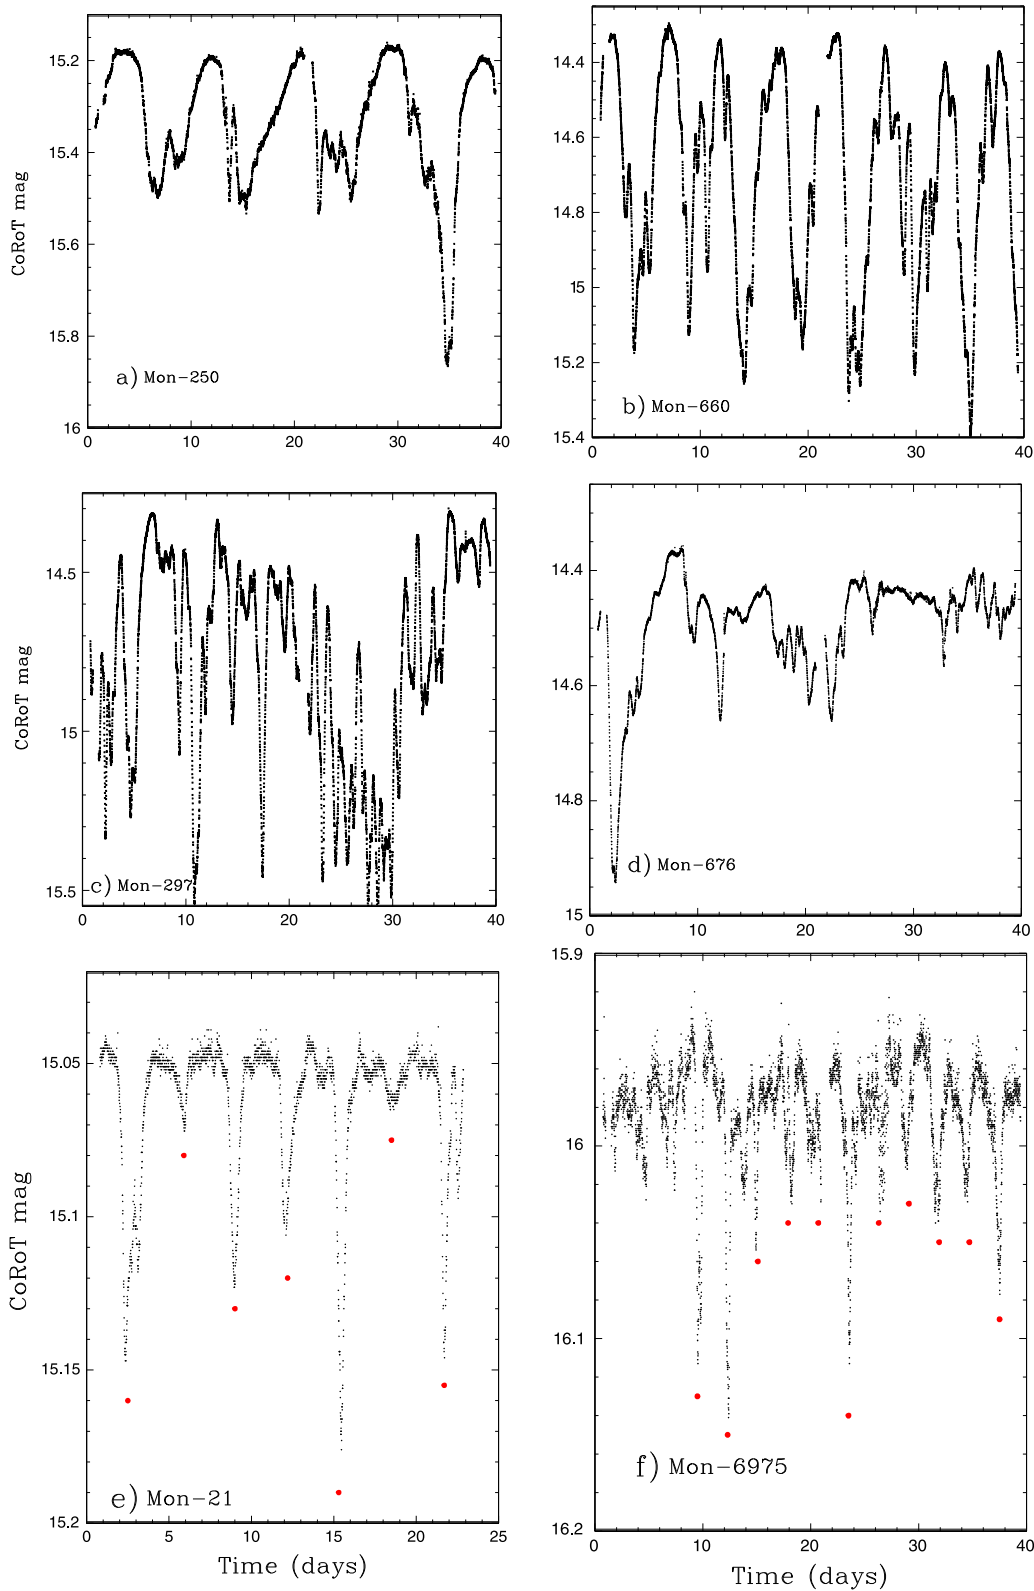 15.2
15.4
15.6
15.8
16
CoRoT mag
a) Mon−250
0 10 20 30 40
14.4
14.6
14.8
15
15.2
15.4
b) Mon−660
0 10 20 30 40
14.5
15
15.5
CoRoT mag
c) Mon−297
0 10 20 30 40
14.4
14.6
14.8
15
d) Mon−676
0 10 20 30 40
15.05
15.1
15.15
15.2
CoRoT mag
e) Mon−21
0 5 10 15 20 25
Time (days)
15.9
16
16.1
16.2
f) Mon−6975
0 10 20 30 40
Time (days)